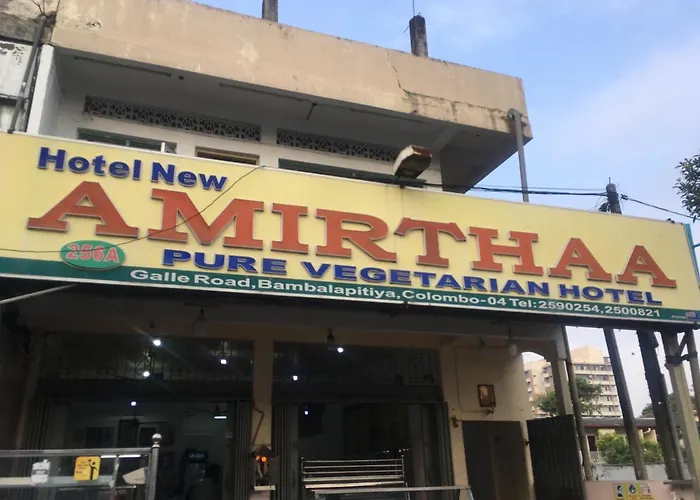 Hotel New
AMIRTHAA
256A
PURE VEGETARIAN HOTEL
Galle Road,Bambalapitiya,Colombo-04 Tel:2590254,2500821